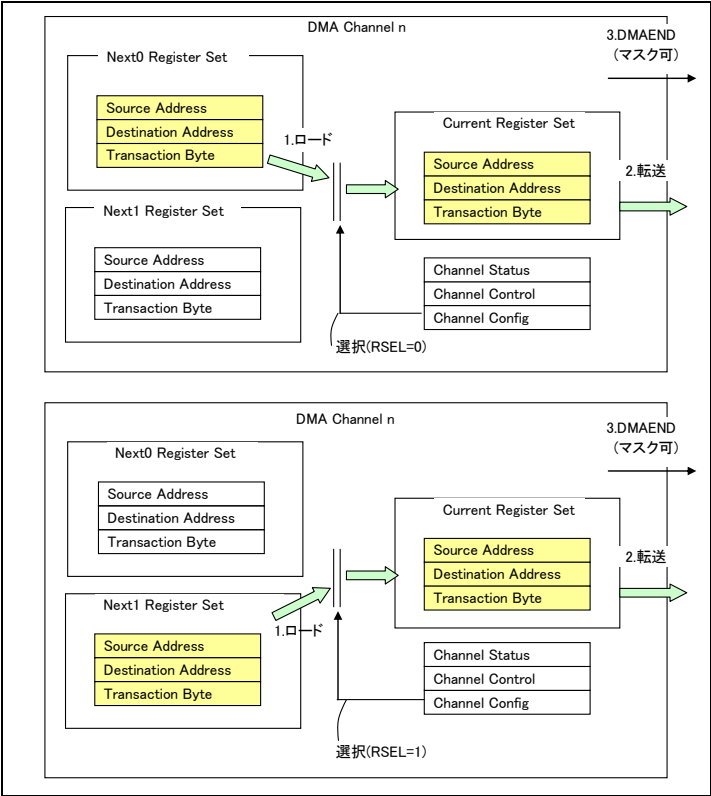 DMA Channel n
3.DMAEND
（マスク可）
Next0 Register Set
Source Address
Destination Address
Transaction Byte
1.ロード
Current Register Set
Source Address
Destination Address
Transaction Byte
2.転送
Next1 Register Set
Source Address
Destination Address
Transaction Byte
Channel Status
Channel Control
Channel Config
選択(RSEL=0)
DMA Channel n
3.DMAEND
（マスク可）
Next0 Register Set
Source Address
Destination Address
Transaction Byte
Current Register Set
Source Address
Destination Address
Transaction Byte
2.転送
Next1 Register Set
1.ロード
Source Address
Destination Address
Transaction Byte
Channel Status
Channel Control
Channel Config
選択(RSEL=1)